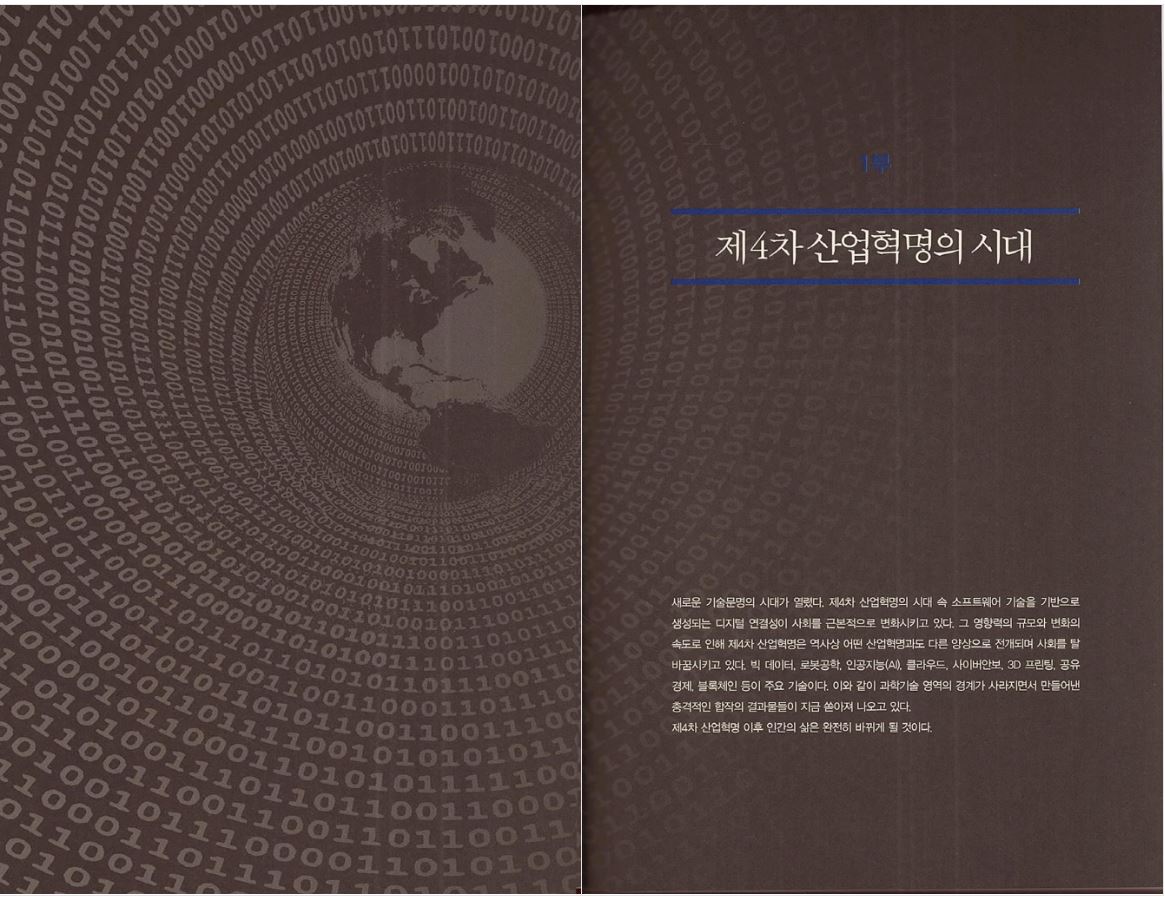 1부
제4차 산업혁명의 시대
새로운 기술문명의 시대가 열렸다. 제4차 산업혁명의 시대 속 소프트웨어 기술을 기반으로
생성되는 디지털 연결성이 사회를 근본적으로 변화시키고 있다. 그 영향력의 규모와 변화의
속도로 인해 제4차 산업혁명은 역사상 어떤 산업혁명과도 다른 양상으로 전개되며 사회를 탈
바꿈시키고 있다. 빅 데이터, 로봇공학, 인공지능(AI), 클라우드, 사이버안보, 3D 프린팅, 공유
경제, 블록체인 등이 주요 기술이다. 이와 같이 과학기술 영역의 경계가 사라지면서 만들어낸
충격적인 합작의 결과물들이 지금 쏟아져 나오고 있다.
제4차 산업혁명 이후 인간의 삶은 완전히 바뀌게 될 것이다.